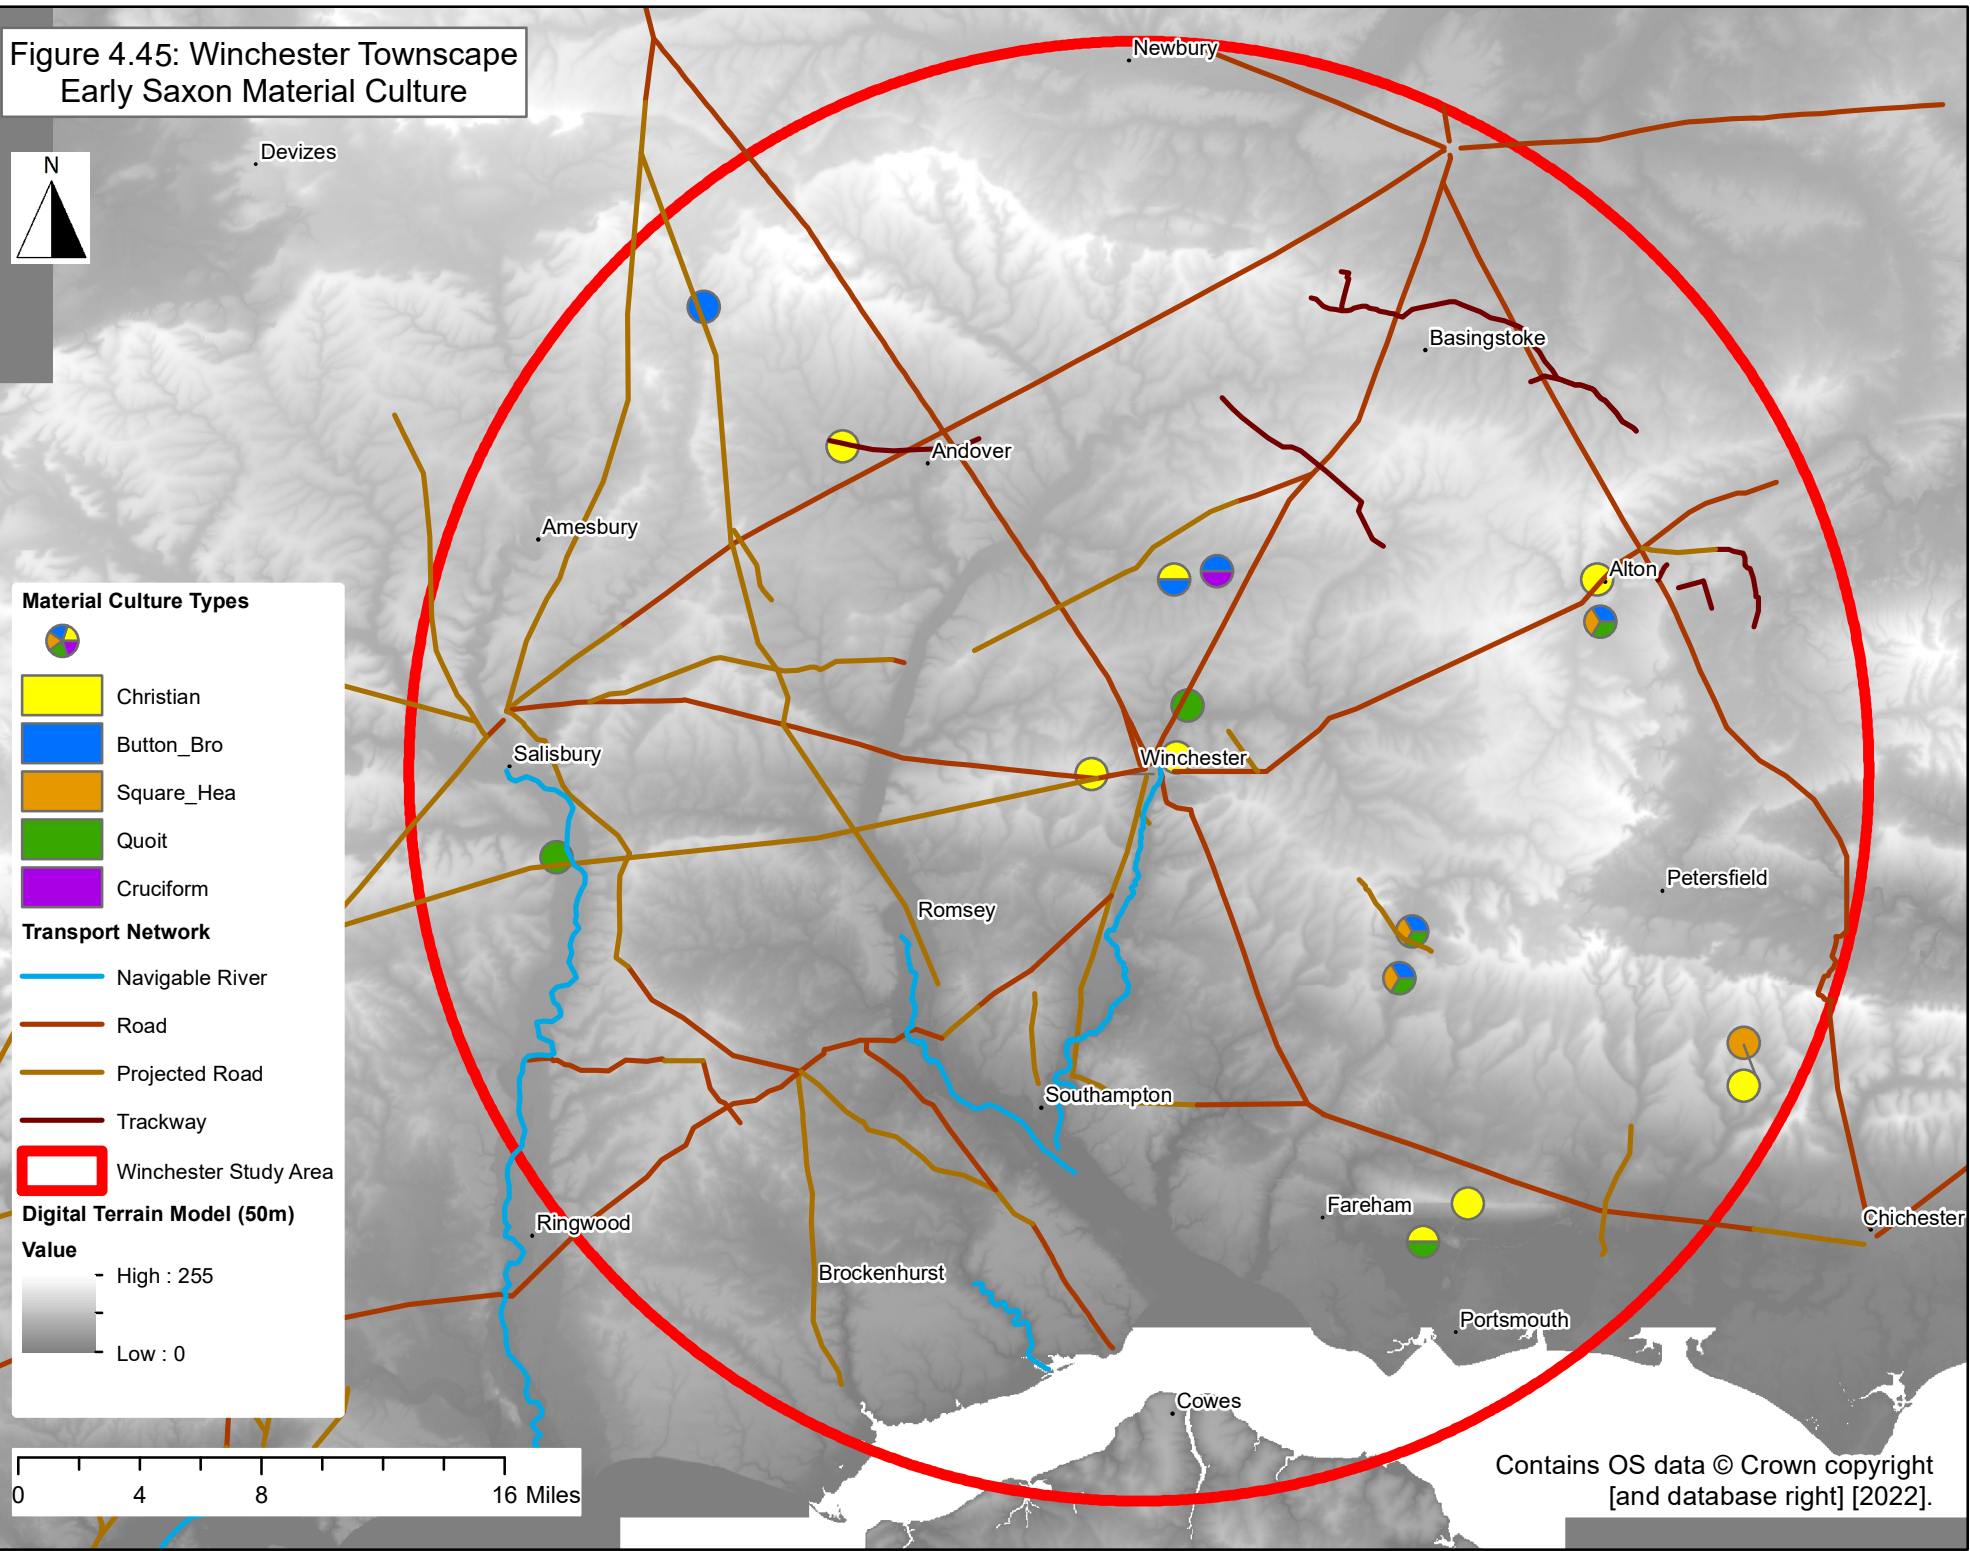 Figure 4.45: Winchester Townscape
Early Saxon Material Culture
N
Newbury
Devizes
Basingstoke
Andover
Amesbury
Alton
Salisbury
Winchester
Petersfield
Romsey
Southampton
Fareham
Chichester
Ringwood
Brockenhurst
Portsmouth
Cowes
Material Culture Types
Christian
Button_Bro
Square_Hea
Quoit
Cruciform
Transport Network
Navigable River
Road
Projected Road
Trackway
Winchester Study Area
Digital Terrain Model (50m)
Value
High : 255
Low : 0
0 4 8 16 Miles
Contains OS data © Crown copyright
[and database right] [2022].